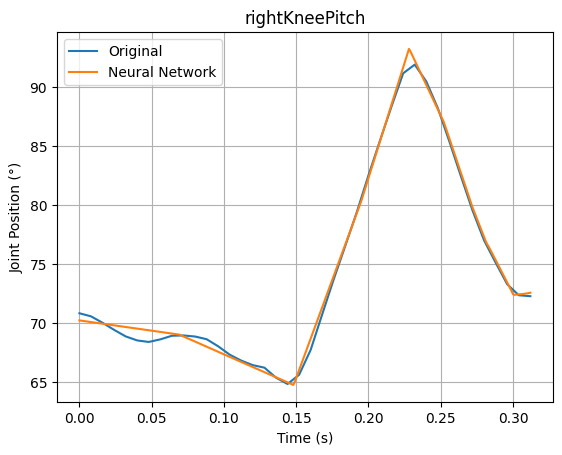 rightKneePitch
Original
Neural Network
Joint Position (°)
90
85
80
75
70
65
0.00 0.05 0.10 0.15 0.20 0.25 0.30
Time (s)